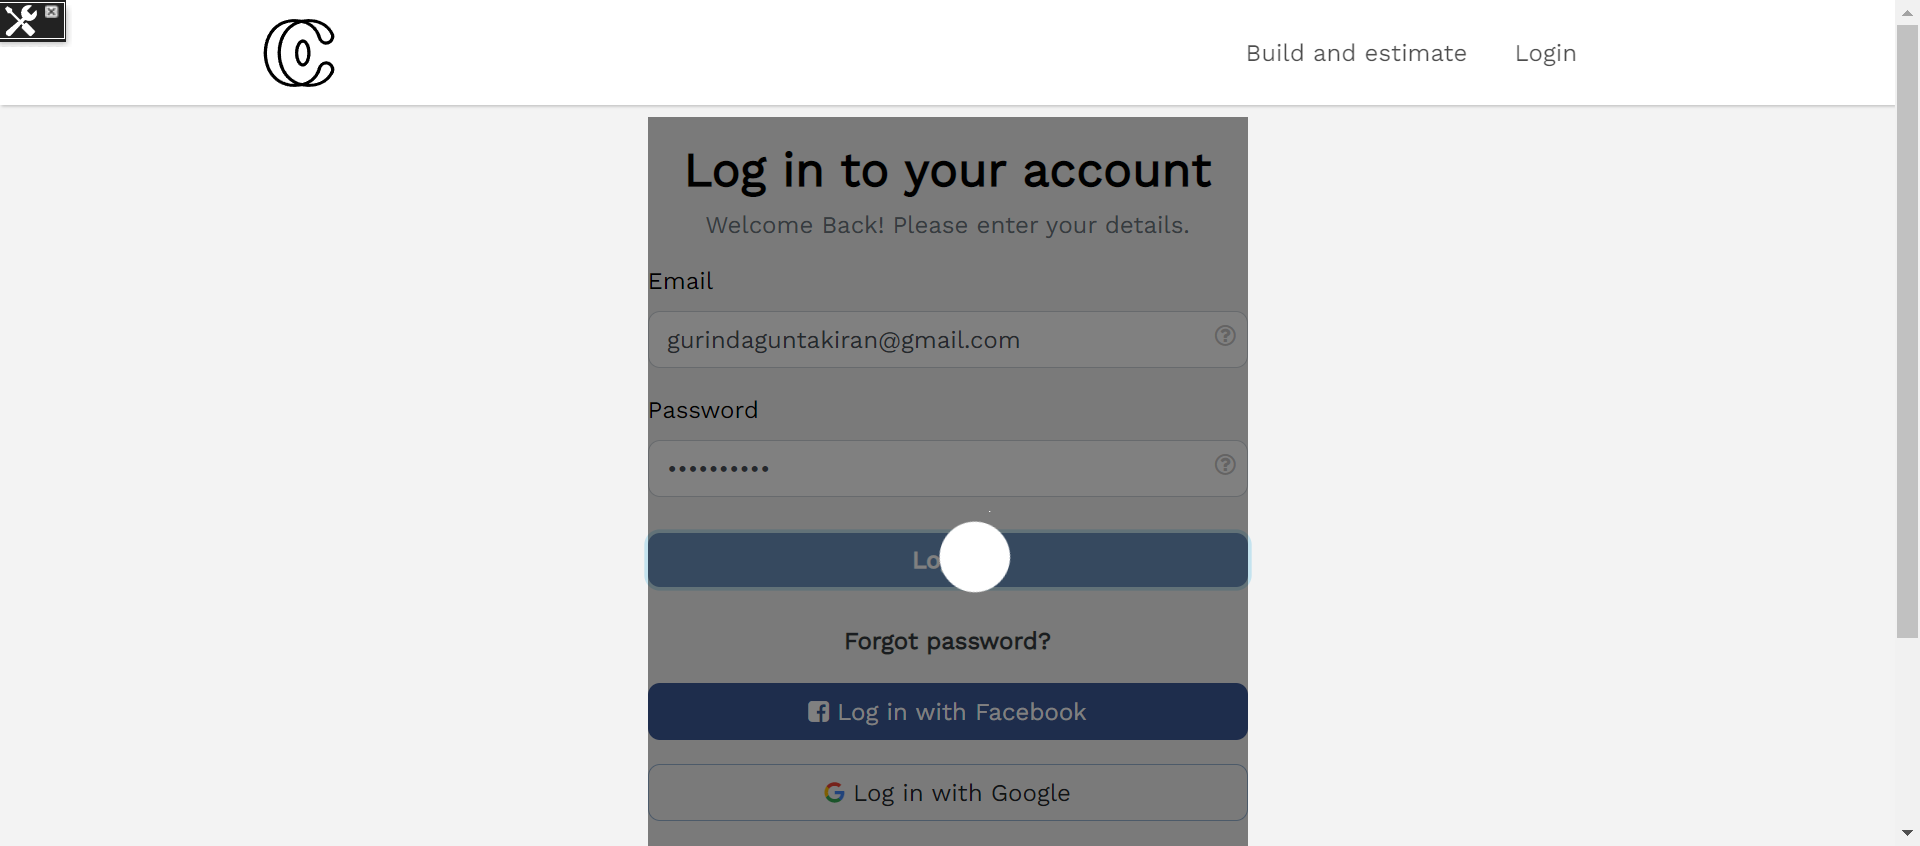 Build and estimate Login
Log in to your account
Welcome Back! Please enter your details.
Email
gurindaguntakiran@gmail.com
Password
••••••••••
Lo
Forgot password?
Log in with Facebook
Log in with Google